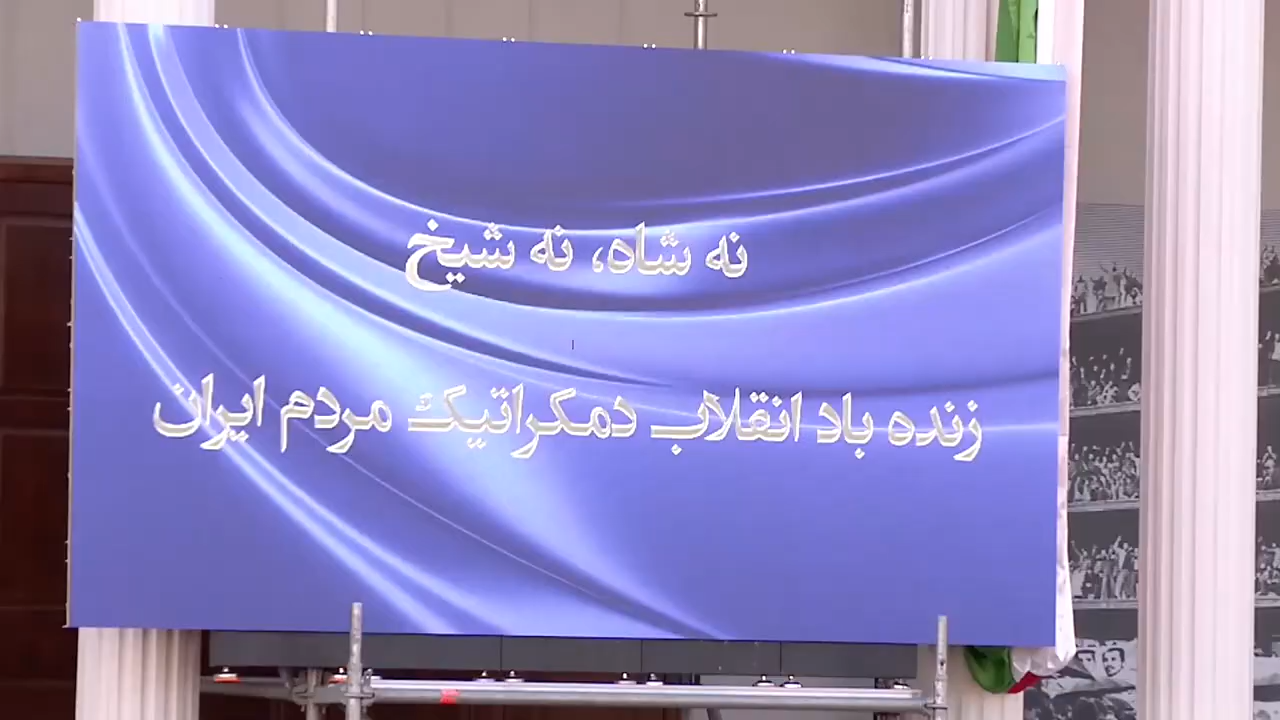 نه شاه، نه شیخ
زنده باد انقلاب دمکراتیک مردم ایران